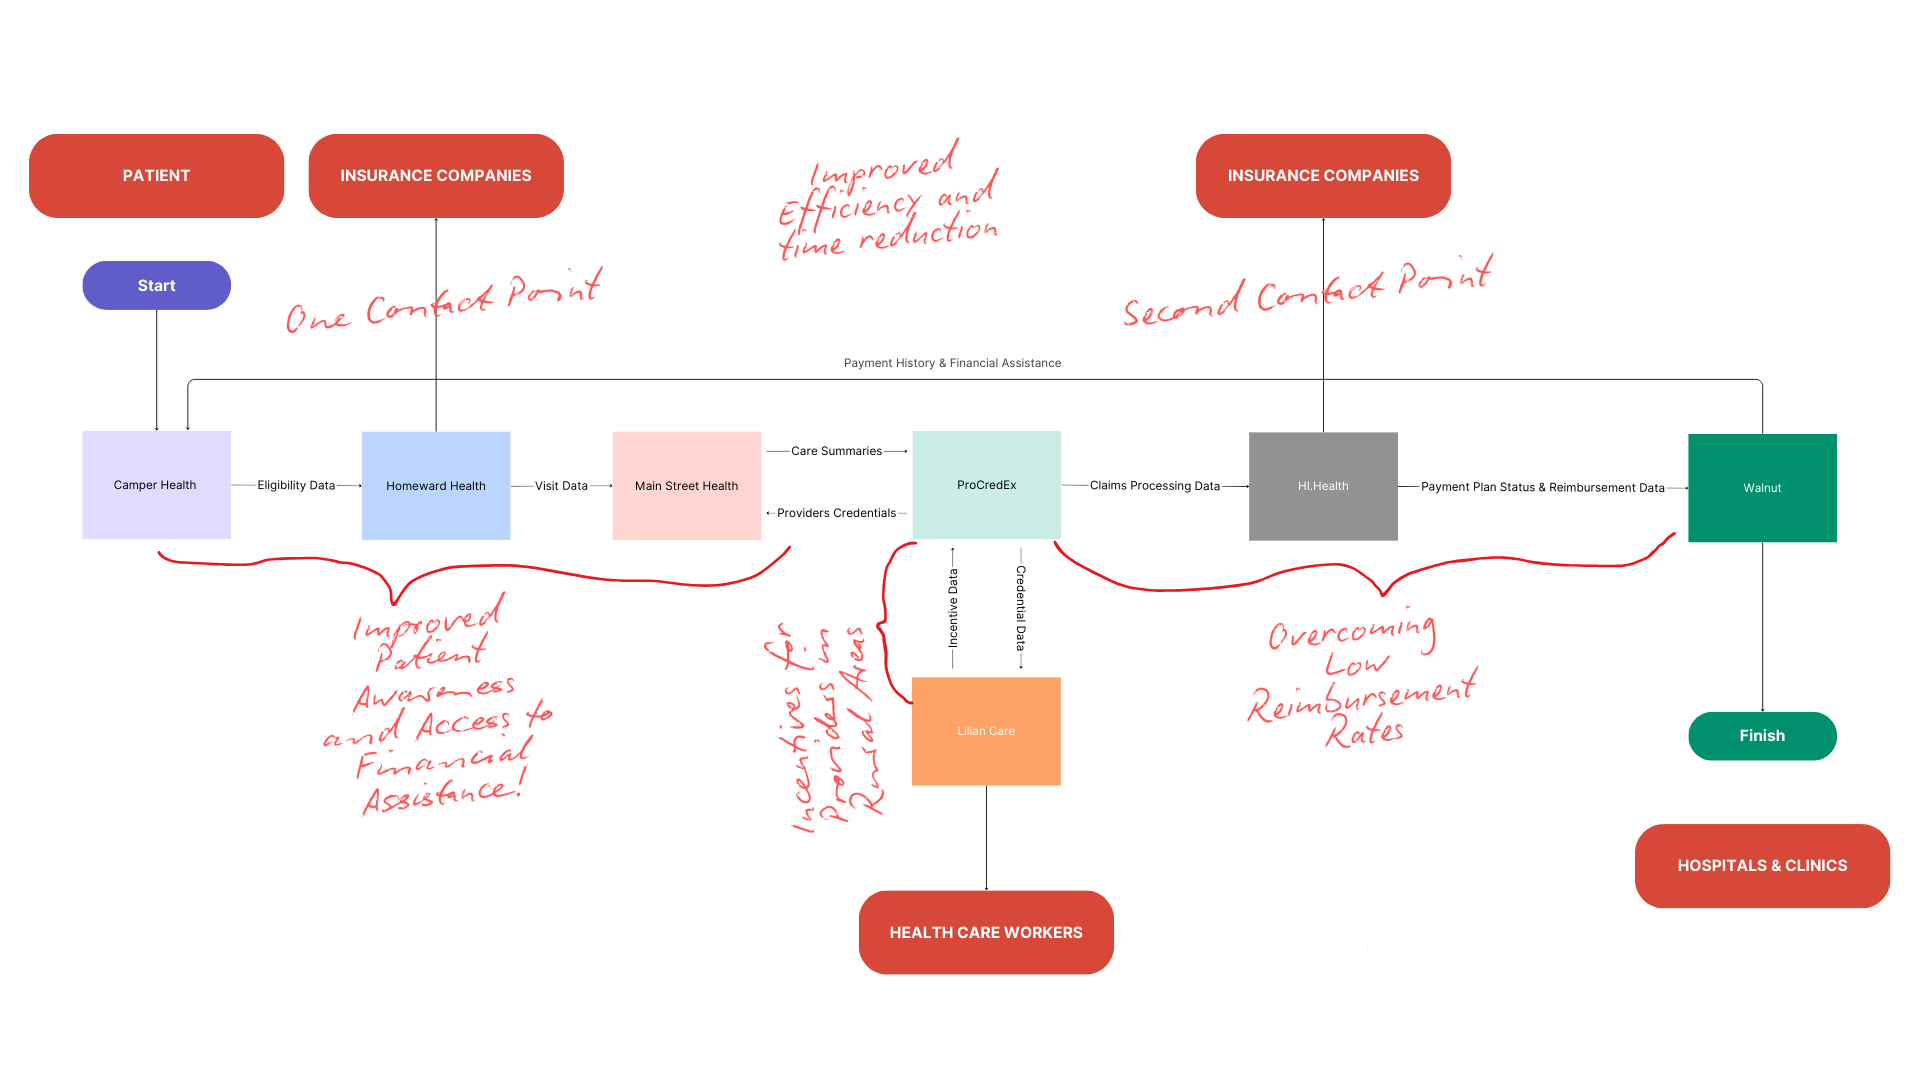 PATIENT
INSURANCE COMPANIES
INSURANCE COMPANIES
Improved
Efficiency and
time reduction
Start
One Contact Point
Second Contact Point
Payment History & Financial Assistance
Camper Health
Eligibility Data
Homeward Health
Visit Data
Main Street Health
Care Summaries
Providers Credentials
ProCredEx
Claims Processing Data
HI.Health
Payment Plan Status & Reimbursement Data
Walnut
Incentive Data
Credential Data
Improved
Patient
Awareness
and Access to
Financial
Assistance!
Incentives for
Providers in
Rural Areas
Overcoming
Low
Reimbursement
Rates
Lilian Care
Finish
HOSPITALS & CLINICS
HEALTH CARE WORKERS